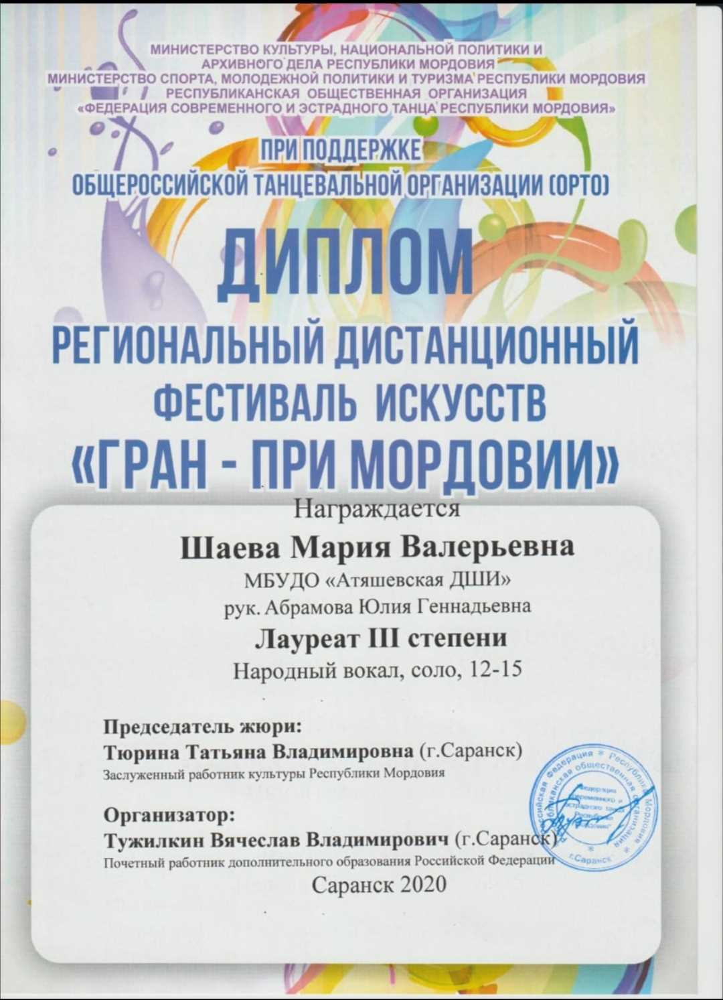 МИНИСТЕРСТВО КУЛЬТУРЫ, НАЦИОНАЛЬНОЙ ПОЛИТИКИ И
АРХИВНОГО ДЕЛА РЕСПУБЛИКИ МОРДОВИЯ
МИНИСТЕРСТВО СПОРТА, МОЛОДЕЖНОЙ ПОЛИТИКИ И ТУРИЗМА РЕСПУБЛИКИ МОРДОВИЯ
РЕСПУБЛИКАНСКАЯ ОБЩЕСТВЕННАЯ ОРГАНИЗАЦИЯ
«ФЕДЕРАЦИЯ СОВРЕМЕННОГО И ЭСТРАДНОГО ТАНЦА РЕСПУБЛИКИ МОРДОВИЯ»
ПРИ ПОДДЕРЖКЕ
ОБЩЕРОССИЙСКОЙ ТАНЦЕВАЛЬНОЙ ОРГАНИЗАЦИИ (ОРТО)
ДИПЛОМ
РЕГИОНАЛЬНЫЙ ДИСТАНЦИОННЫЙ
ФЕСТИВАЛЬ ИСКУССТВ
«ГРАН - ПРИ МОРДОВИИ»
Награждается
Шаева Мария Валерьевна
МБУДО «Атяшевская ДШИ»
рук. Абрамова Юлия Геннадьевна
Лауреат III степени
Народный вокал, соло, 12-15
Председатель жюри:
Тюрина Татьяна Владимировна (г.Саранск)
Заслуженный работник культуры Республики Мордовия
Организатор:
Тужилкин Вячеслав Владимирович (г.Саранск)
Почетный работник дополнительного образования Российской Федерации
Саранск 2020
Российская Федерация * Республика Мордовия *
г.Саранск
Республиканская общественная организация